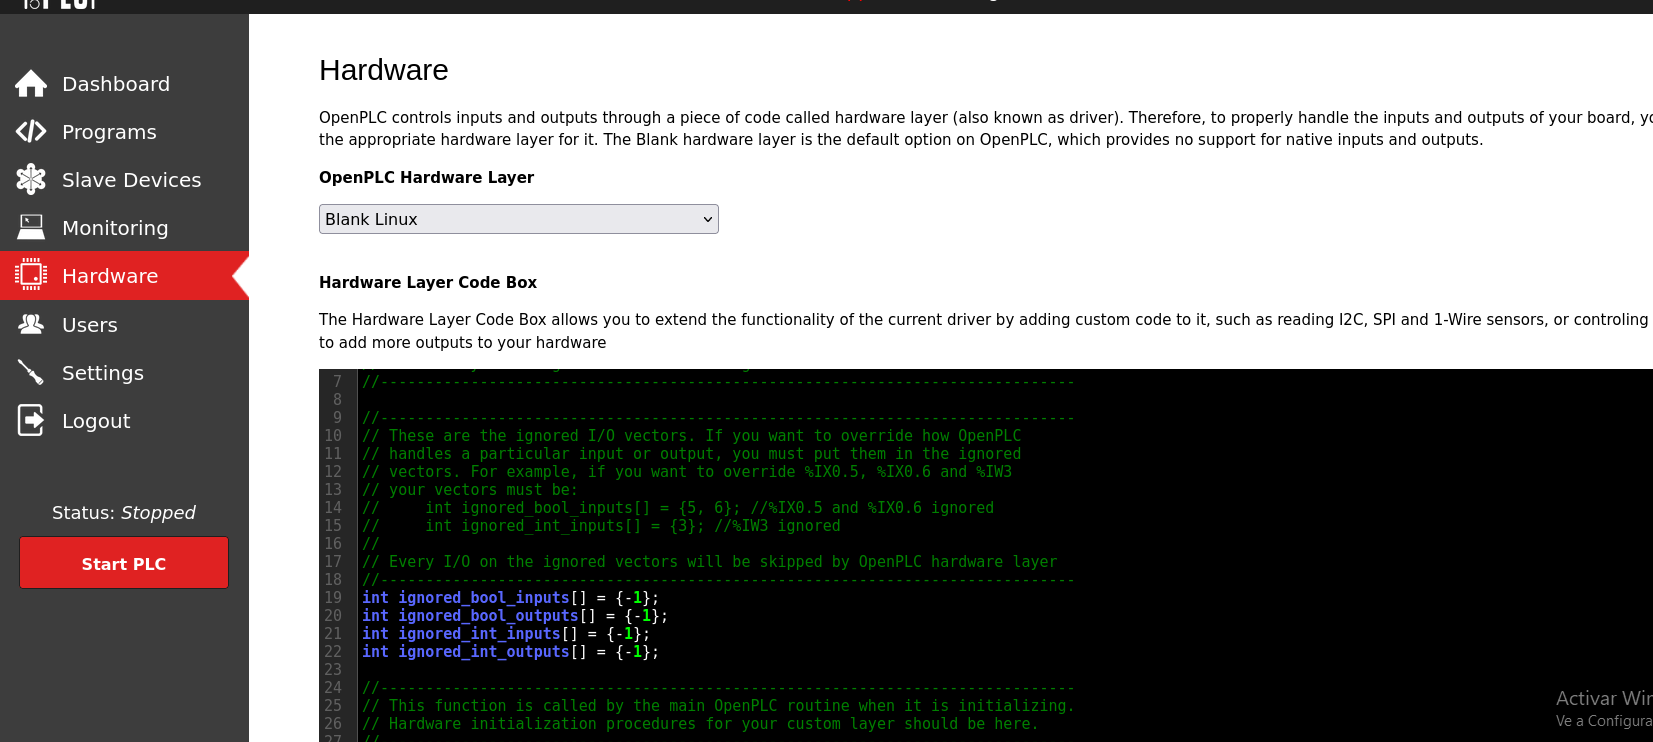 Dashboard
Programs
Slave Devices
Monitoring
Hardware
Users
Settings
Logout
Status: Stopped
Start PLC
Hardware
OpenPLC controls inputs and outputs through a piece of code called hardware layer (also known as driver). Therefore, to properly handle the inputs and outputs of your board,
the appropriate hardware layer for it. The Blank hardware layer is the default option on OpenPLC, which provides no support for native inputs and outputs.
OpenPLC Hardware Layer
Blank Linux
Hardware Layer Code Box
The Hardware Layer Code Box allows you to extend the functionality of the current driver by adding custom code to it, such as reading I2C, SPI and 1-Wire sensors, or controling
to add more outputs to your hardware
7 //-----------------------------------------------------------------------------
8
9 //-----------------------------------------------------------------------------
10 // These are the ignored I/O vectors. If you want to override how OpenPLC
11 // handles a particular input or output, you must put them in the ignored
12 // vectors. For example, if you want to override %IX0.5, %IX0.6 and %IW3
13 // your vectors must be:
14 //     int ignored_bool_inputs[] = {5, 6}; //%IX0.5 and %IX0.6 ignored
15 //     int ignored_int_inputs[] = {3}; //%IW3 ignored
16 //
17 // Every I/O on the ignored vectors will be skipped by OpenPLC hardware layer
18 //-----------------------------------------------------------------------------
19 int ignored_bool_inputs[] = {-1};
20 int ignored_bool_outputs[] = {-1};
21 int ignored_int_inputs[] = {-1};
22 int ignored_int_outputs[] = {-1};
23
24 //-----------------------------------------------------------------------------
25 // This function is called by the main OpenPLC routine when it is initializing.
26 // Hardware initialization procedures for your custom layer should be here.
27 //
Activar Win
Ve a Configura